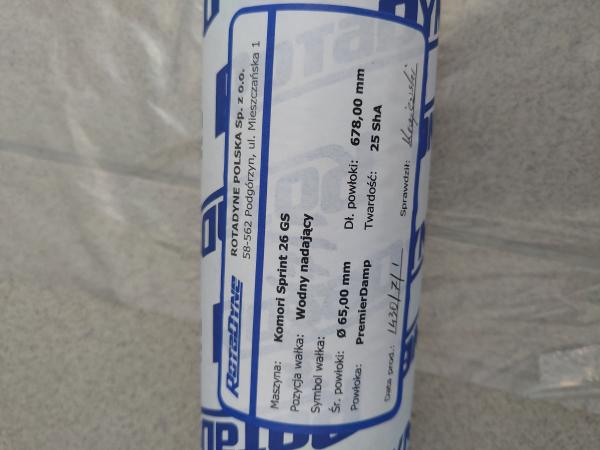 RotaDyne
ROTADYNE POLSKA Sp. z o.o.
58-562 Podgórzyn, ul. Mieszczańska 1
Maszyna: Komori Sprint 26 GS
Pozycja wałka: Wodny nadający
Symbol wałka:
Śr. powłoki: Ø 65,00 mm Dł. powłoki: 678,00 mm
Powłoka: PremierDamp Twardość: 25 ShA
Data prod.: 1430/Z/1 Sprawdził: